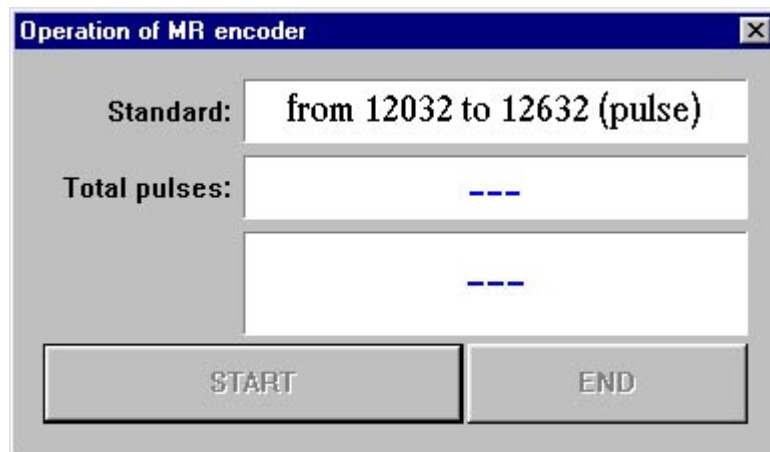 Operation of MR encoder
Standard: from 12032 to 12632 (pulse)
Total pulses: ---
---
START END